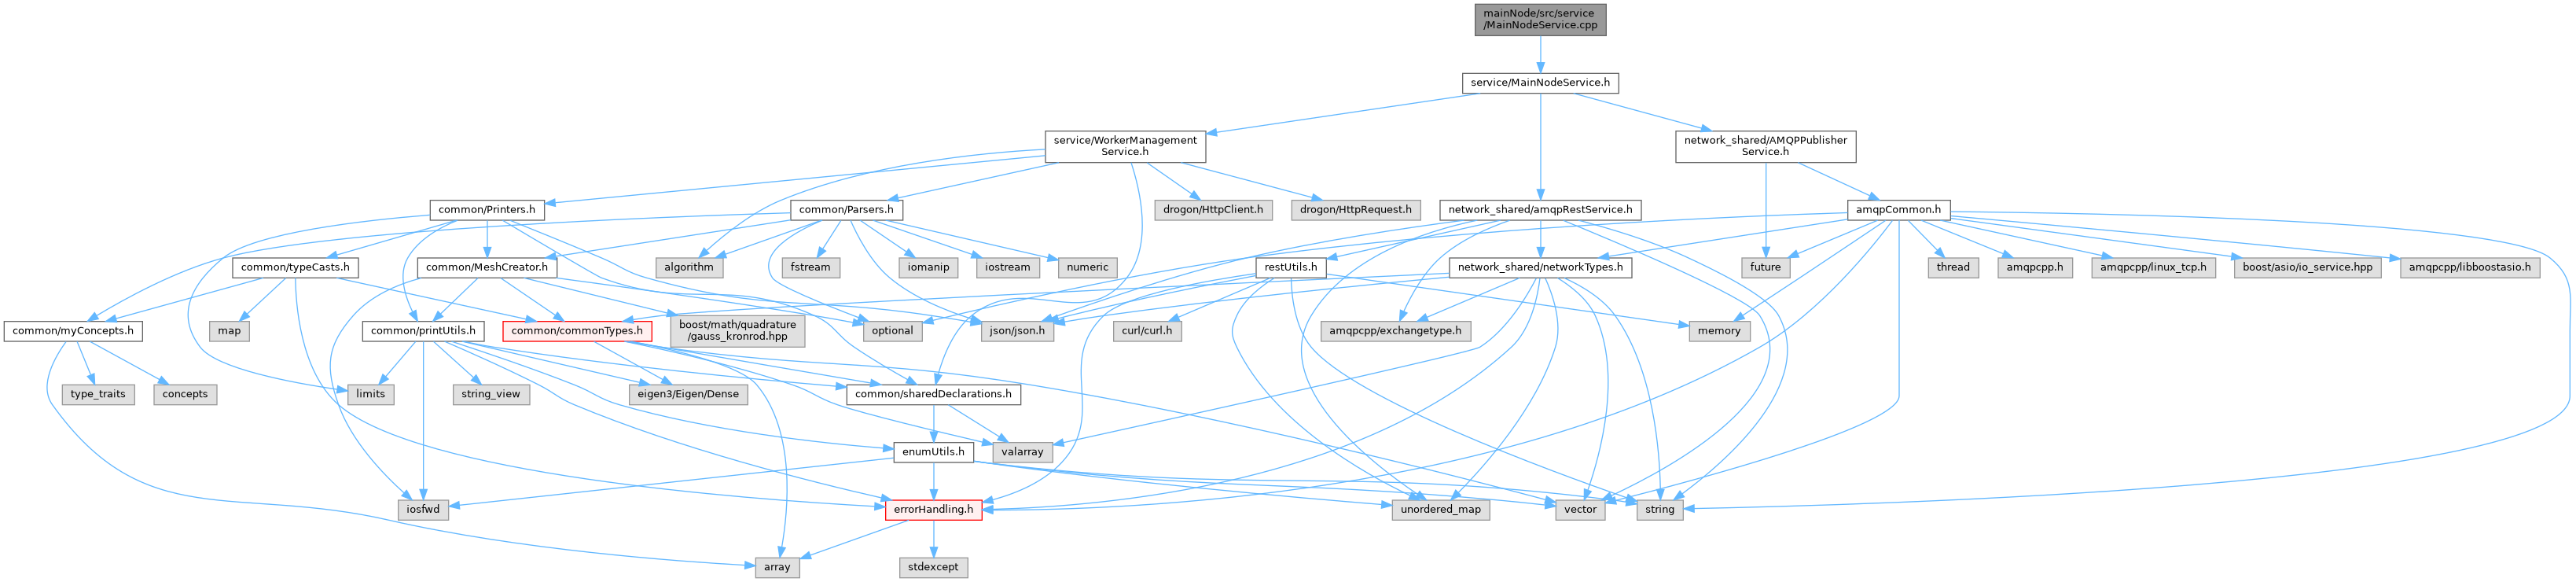 mainNode/src/service
/MainNodeService.cpp
service/MainNodeService.h
service/WorkerManagement
Service.h
network_shared/AMQPPublisher
Service.h
common/Printers.h
common/Parsers.h
drogon/HttpClient.h
drogon/HttpRequest.h
network_shared/amqpRestService.h
amqpCommon.h
common/typeCasts.h
common/MeshCreator.h
algorithm
fstream
iomanip
iostream
numeric
restUtils.h
network_shared/networkTypes.h
future
thread
amqpcpp.h
amqpcpp/linux_tcp.h
boost/asio/io_service.hpp
amqpcpp/libboostasio.h
common/myConcepts.h
map
common/printUtils.h
common/commonTypes.h
boost/math/quadrature
/gauss_kronrod.hpp
optional
json/json.h
curl/curl.h
amqpcpp/exchangetype.h
memory
type_traits
concepts
limits
string_view
eigen3/Eigen/Dense
common/sharedDeclarations.h
enumUtils.h
valarray
iosfwd
errorHandling.h
unordered_map
vector
string
array
stdexcept